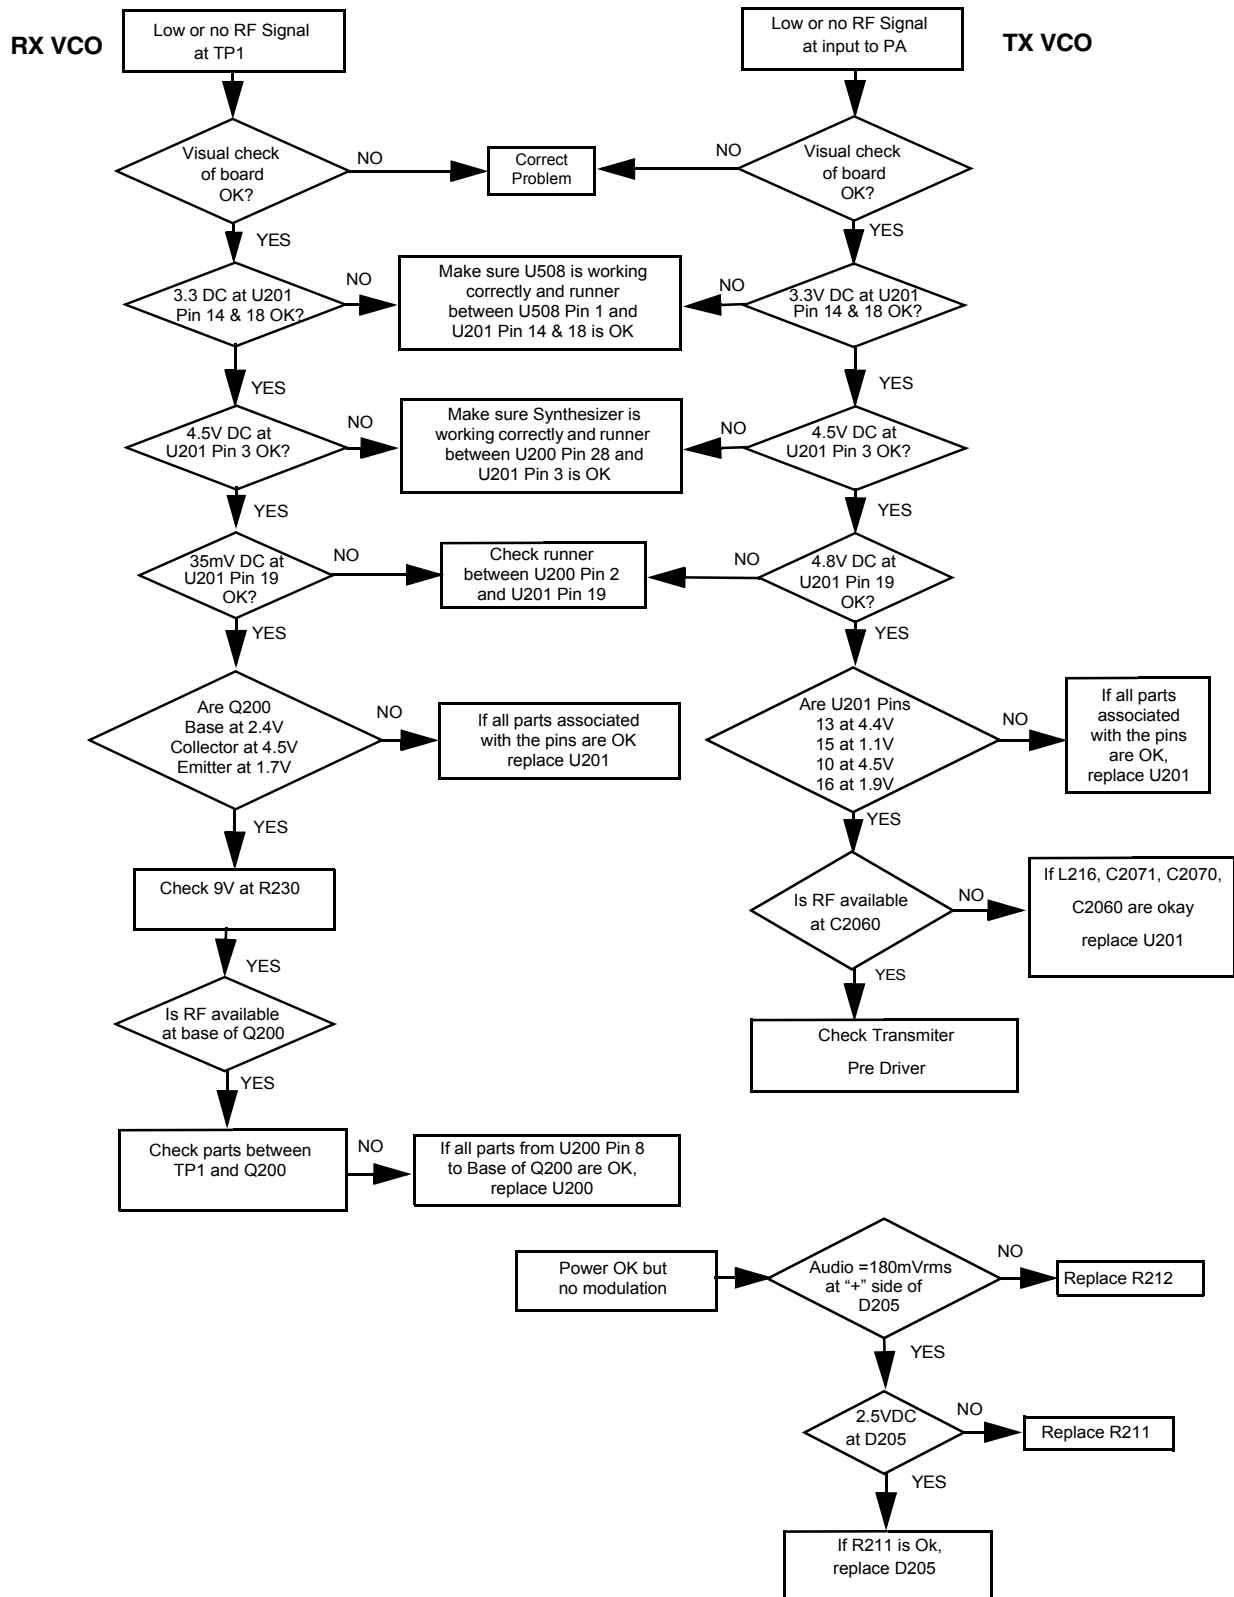 RX VCO
Low or no RF Signal
at TP1
Low or no RF Signal
at input to PA
TX VCO
Visual check
of board
OK?
NO
Correct
Problem
NO
Visual check
of board
OK?
YES
YES
3.3 DC at U201
Pin 14 & 18 OK?
NO
Make sure U508 is working
correctly and runner
between U508 Pin 1 and
U201 Pin 14 & 18 is OK
NO
3.3V DC at U201
Pin 14 & 18 OK?
YES
YES
4.5V DC at
U201 Pin 3 OK?
NO
Make sure Synthesizer is
working correctly and runner
between U200 Pin 28 and
U201 Pin 3 is OK
NO
4.5V DC at
U201 Pin 3 OK?
YES
YES
35mV DC at
U201 Pin 19
OK?
NO
Check runner
between U200 Pin 2
and U201 Pin 19
NO
4.8V DC at
U201 Pin 19
OK?
YES
YES
Are Q200
Base at 2.4V
Collector at 4.5V
Emitter at 1.7V
NO
If all parts associated
with the pins are OK
replace U201
Are U201 Pins
13 at 4.4V
15 at 1.1V
10 at 4.5V
16 at 1.9V
NO
If all parts
associated
with the pins
are OK,
replace U201
YES
YES
Check 9V at R230
Is RF available
at C2060
NO
If L216, C2071, C2070,
C2060 are okay
replace U201
YES
YES
Is RF available
at base of Q200
Check Transmiter
Pre Driver
YES
Check parts between
TP1 and Q200
NO
If all parts from U200 Pin 8
to Base of Q200 are OK,
replace U200
Power OK but
no modulation
Audio =180mVrms
at “+” side of
D205
NO
Replace R212
YES
2.5VDC
at D205
NO
Replace R211
YES
If R211 is Ok,
replace D205